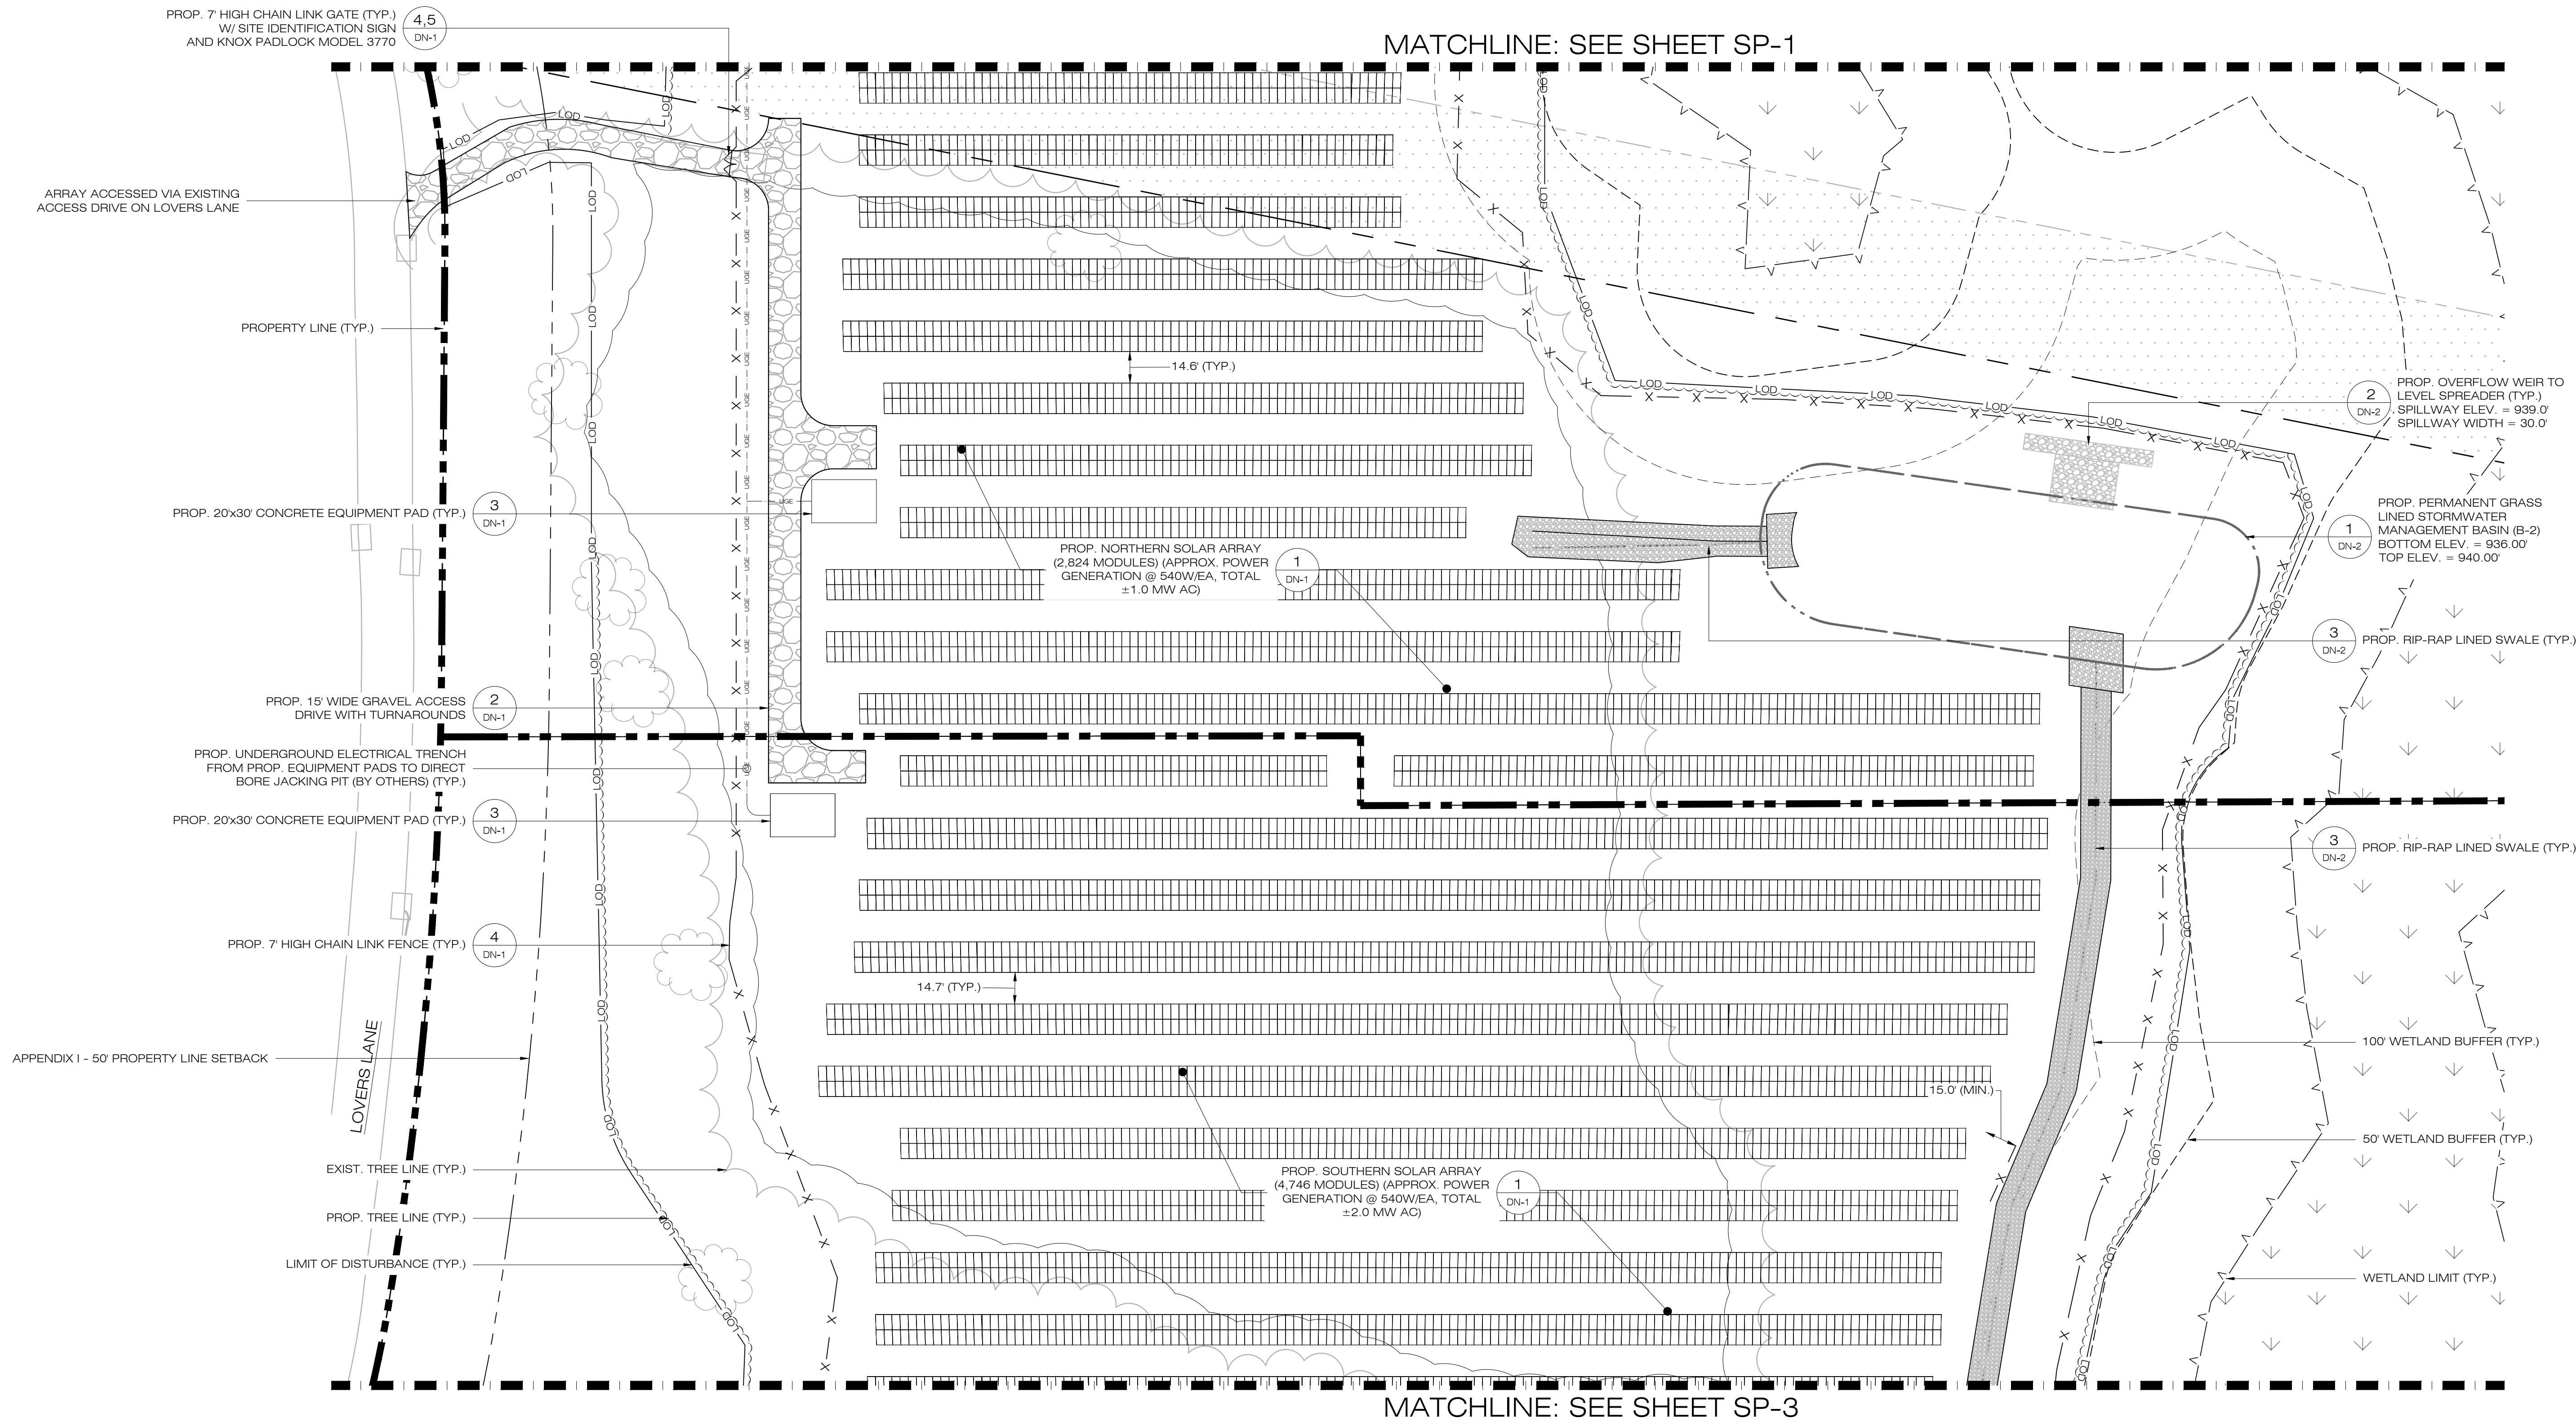 PROP. 7' HIGH CHAIN LINK GATE (TYP.)
W/ SITE IDENTIFICATION SIGN
AND KNOX PADLOCK MODEL 3770
4,5
DN-1
MATCHLINE: SEE SHEET SP-1
ARRAY ACCESSED VIA EXISTING
ACCESS DRIVE ON LOVERS LANE
PROPERTY LINE (TYP.)
14.6' (TYP.)
2
DN-2
PROP. OVERFLOW WEIR TO
LEVEL SPREADER (TYP.)
SPILLWAY ELEV. = 939.0'
SPILLWAY WIDTH = 30.0'
PROP. 20'x30' CONCRETE EQUIPMENT PAD (TYP.)
3
DN-1
1
DN-2
PROP. PERMANENT GRASS
LINED STORMWATER
MANAGEMENT BASIN (B-2)
BOTTOM ELEV. = 936.00'
TOP ELEV. = 940.00'
PROP. NORTHERN SOLAR ARRAY
(2,824 MODULES) (APPROX. POWER
GENERATION @ 540W/EA, TOTAL
±1.0 MW AC)
1
DN-1
3
DN-2
PROP. RIP-RAP LINED SWALE (TYP.)
PROP. 15' WIDE GRAVEL ACCESS
DRIVE WITH TURNAROUNDS
2
DN-1
PROP. UNDERGROUND ELECTRICAL TRENCH
FROM PROP. EQUIPMENT PADS TO DIRECT
BORE JACKING PIT (BY OTHERS) (TYP.)
PROP. 20'x30' CONCRETE EQUIPMENT PAD (TYP.)
3
DN-1
3
DN-2
PROP. RIP-RAP LINED SWALE (TYP.)
PROP. 7' HIGH CHAIN LINK FENCE (TYP.)
4
DN-1
14.7' (TYP.)
LOVERS LANE
APPENDIX I - 50' PROPERTY LINE SETBACK
100' WETLAND BUFFER (TYP.)
15.0' (MIN.)
50' WETLAND BUFFER (TYP.)
EXIST. TREE LINE (TYP.)
PROP. SOUTHERN SOLAR ARRAY
(4,746 MODULES) (APPROX. POWER
GENERATION @ 540W/EA, TOTAL
±2.0 MW AC)
1
DN-1
PROP. TREE LINE (TYP.)
LIMIT OF DISTURBANCE (TYP.)
WETLAND LIMIT (TYP.)
LOD
UGE
MATCHLINE: SEE SHEET SP-3